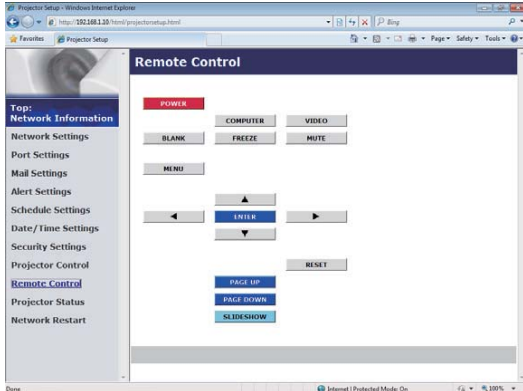 Projector Setup - Windows Internet Explorer
http://192.168.1.10/html/projectorsetup.html
Bing
Favorites Projector Setup
Page Safety Tools
Remote Control
Top:
Network Information
Network Settings
Port Settings
Mail Settings
Alert Settings
Schedule Settings
Date/Time Settings
Security Settings
Projector Control
Remote Control
Projector Status
Network Restart
POWER
COMPUTER VIDEO
BLANK FREEZE MUTE
MENU
▲
◄ ENTER ►
▼
RESET
PAGE UP
PAGE DOWN
SLIDESHOW
Done Internet | Protected Mode: On 100%